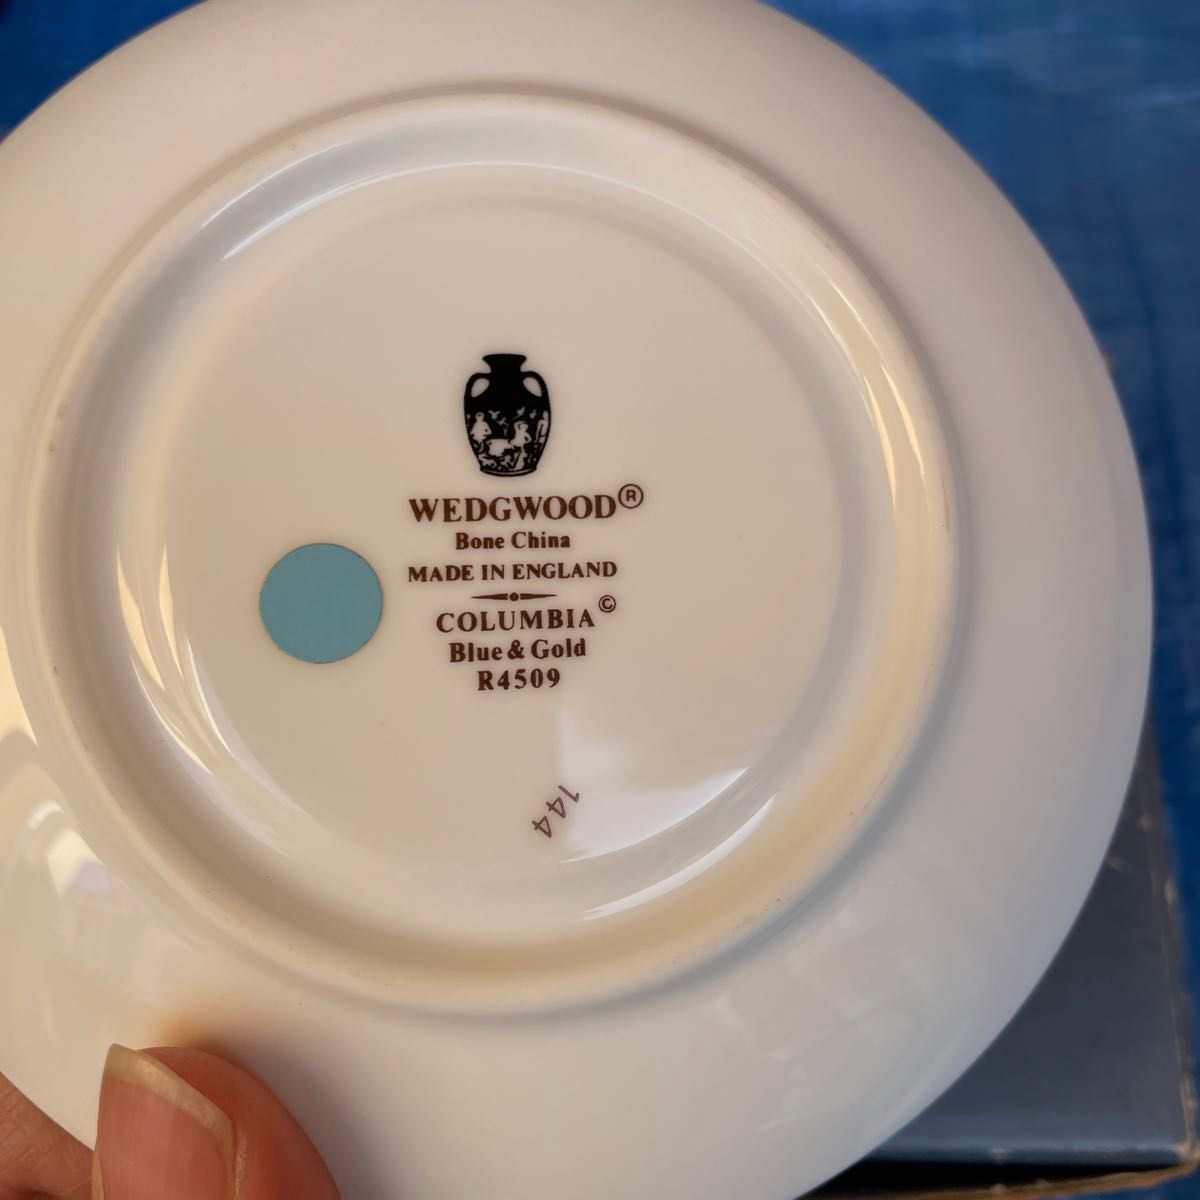 WEDGWOOD®
Bone China
MADE IN ENGLAND
COLUMBIA©
Blue & Gold
R4509
144